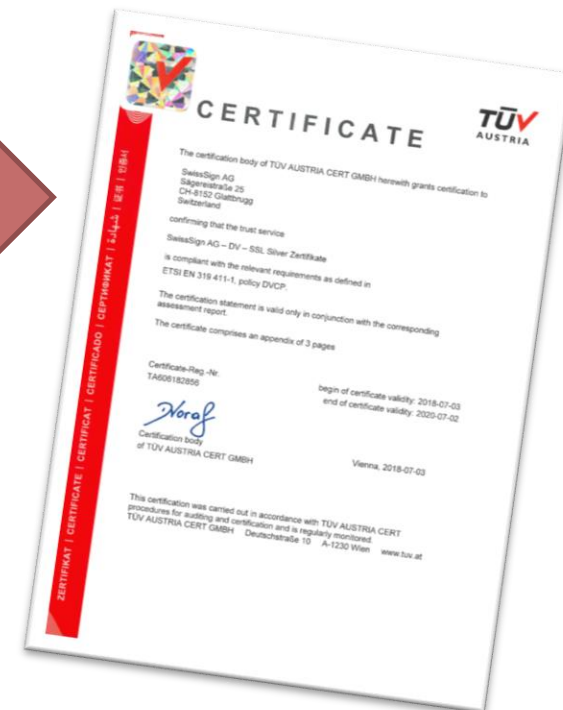 CERTIFICATE
TÜV
AUSTRIA
The certification body of TÜV AUSTRIA CERT GMBH herewith grants certification to
SwissSign AG
Sägereistraße 25
CH-8152 Glattbrugg
Switzerland
confirming that the trust service
SwissSign AG – DV – SSL Silver Zertifikate
is compliant with the relevant requirements as defined in
ETSI EN 319 411-1, policy DVCP.
The certification statement is valid only in conjunction with the corresponding
assessment report.
The certificate comprises an appendix of 3 pages
Certificate-Reg.-Nr.
TA606182856
begin of certificate validity: 2018-07-03
end of certificate validity: 2020-07-02
Certification body
of TÜV AUSTRIA CERT GMBH
Vienna, 2018-07-03
This certification was carried out in accordance with TÜV AUSTRIA CERT
procedures for auditing and certification and is regularly monitored.
TÜV AUSTRIA CERT GMBH Deutschstraße 10 A-1230 Wien www.tuv.at
ZERTIFIKAT | CERTIFICATE | CERTIFICAT | CERTIFICADO | СЕРТИФИКАТ | شهادة | 证书 | 인증서